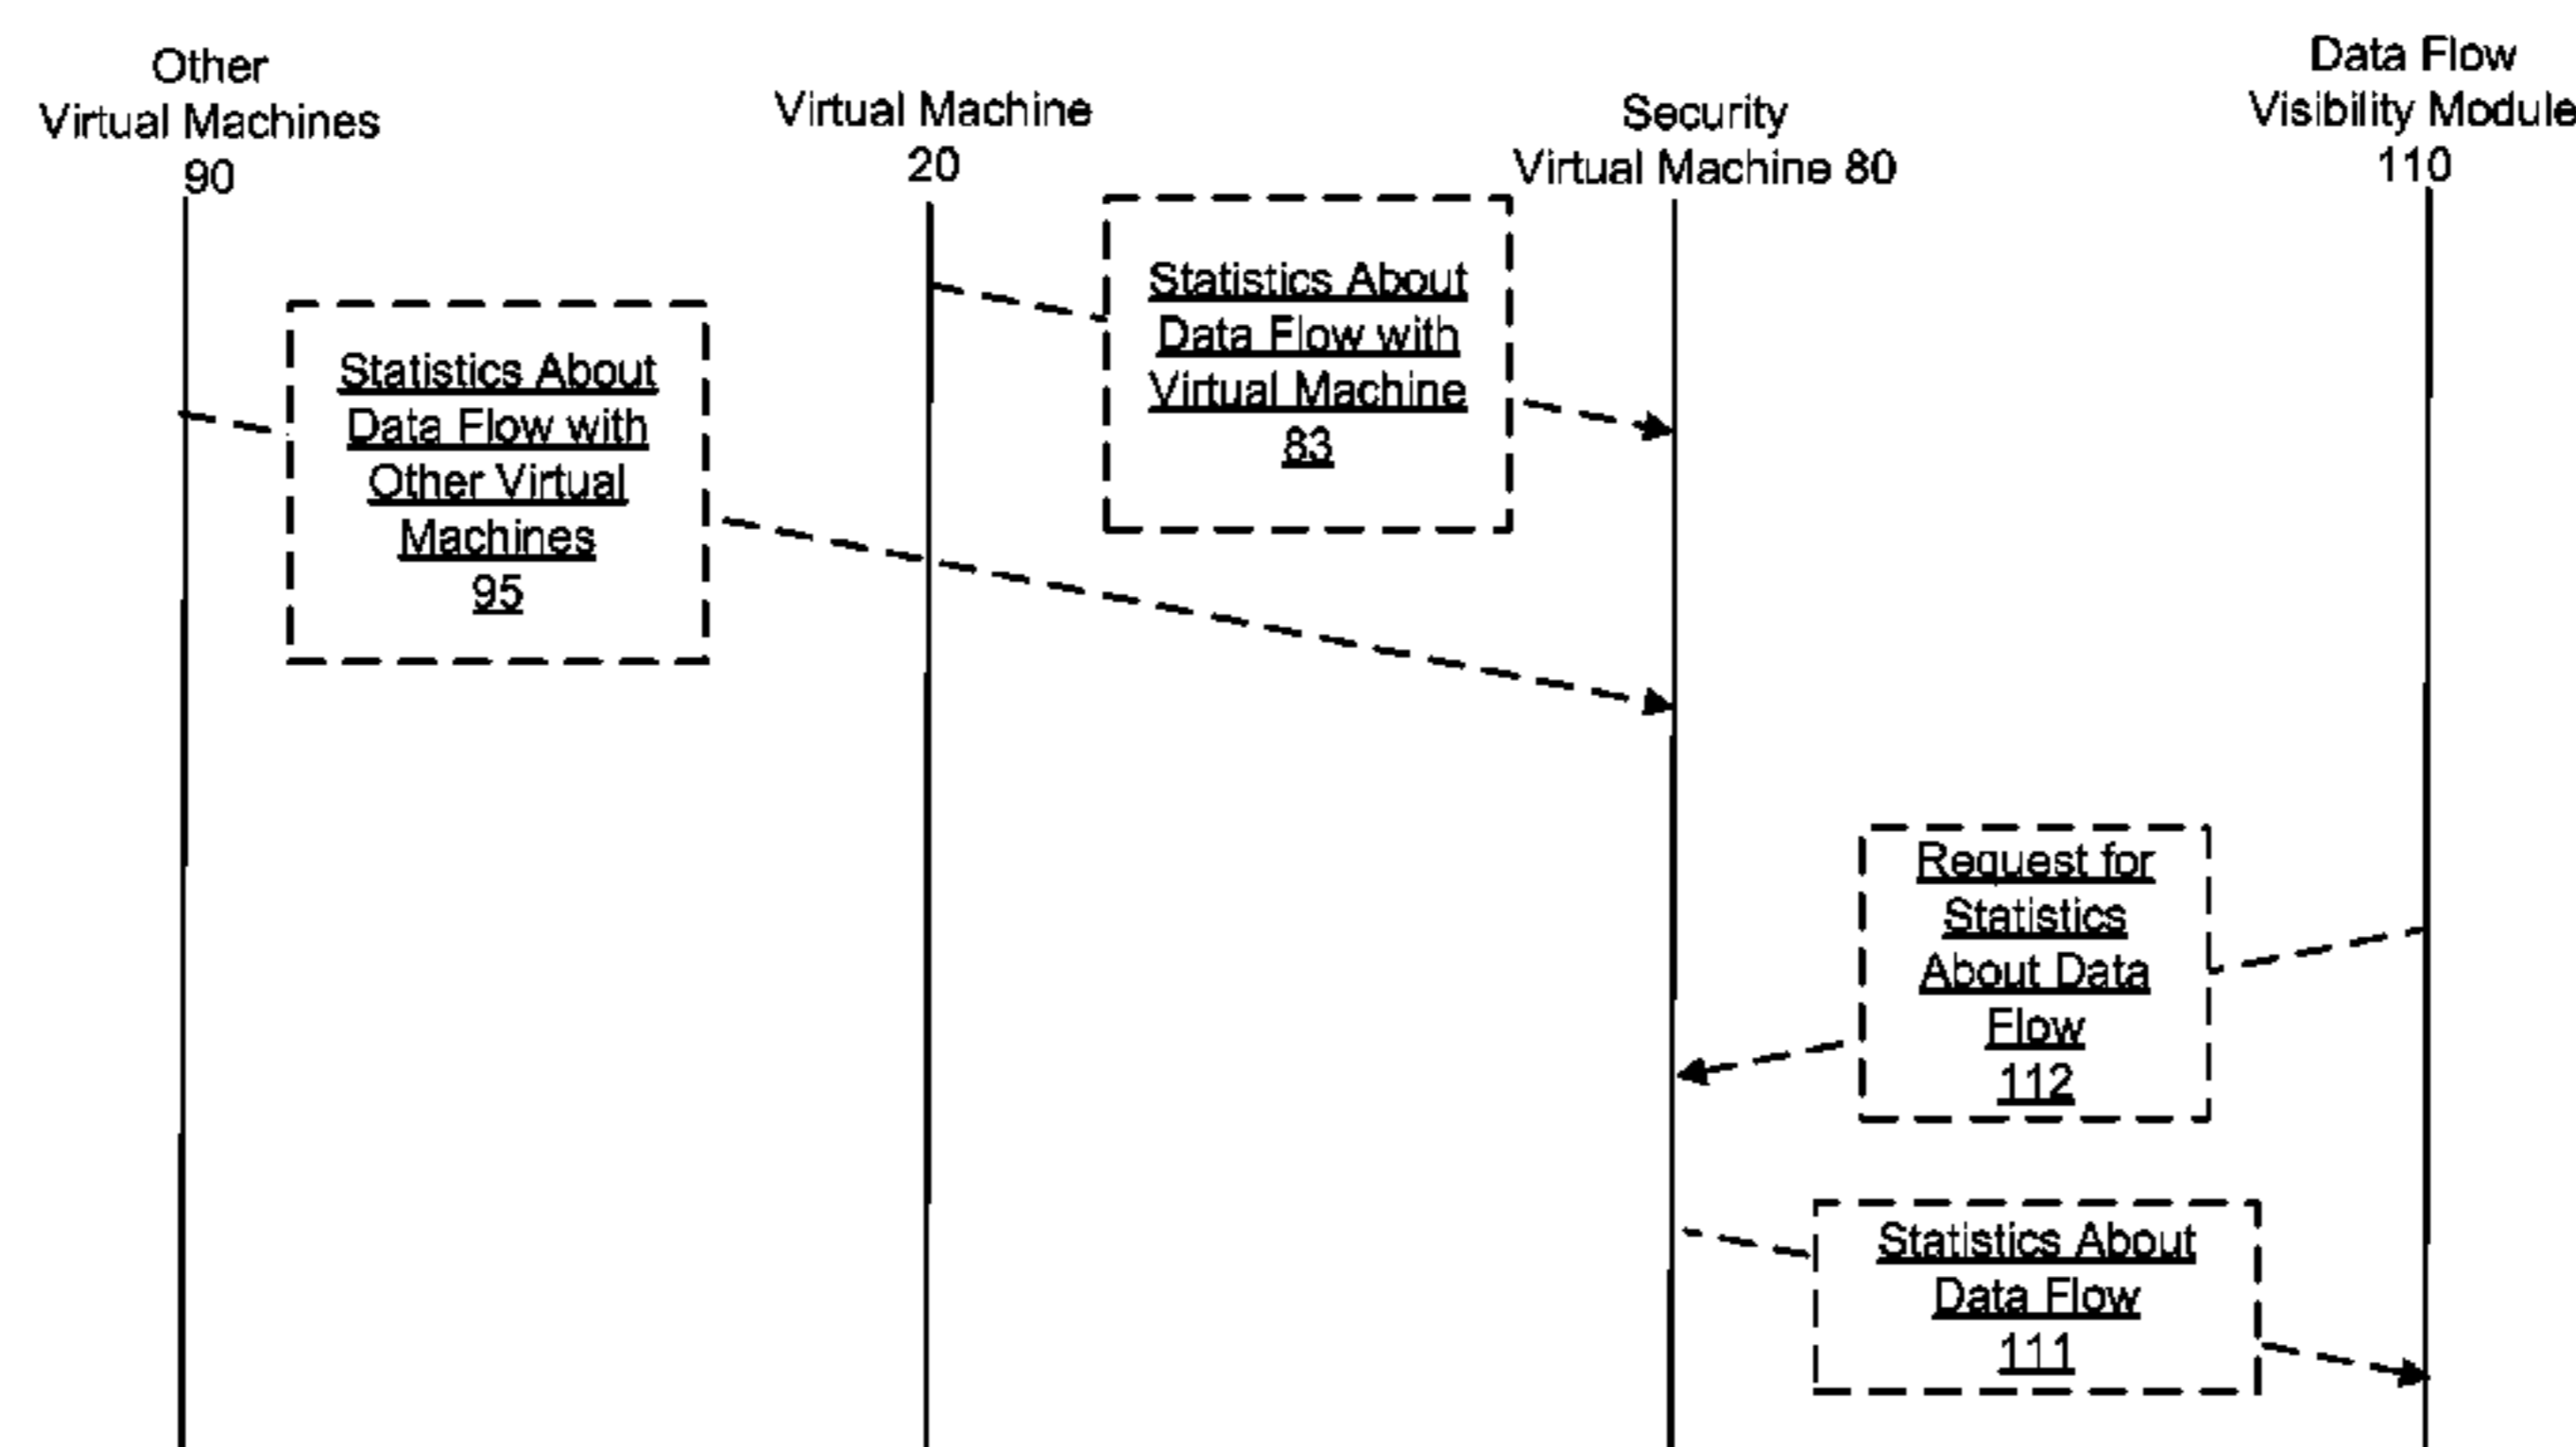 Other
Virtual Machines
90
Virtual Machine
20
Security
Virtual Machine 80
Data Flow
Visibility Module
110
Statistics About
Data Flow with
Virtual Machine
83
Statistics About
Data Flow with
Other Virtual
Machines
95
Request for
Statistics
About Data
Flow
112
Statistics About
Data Flow
111